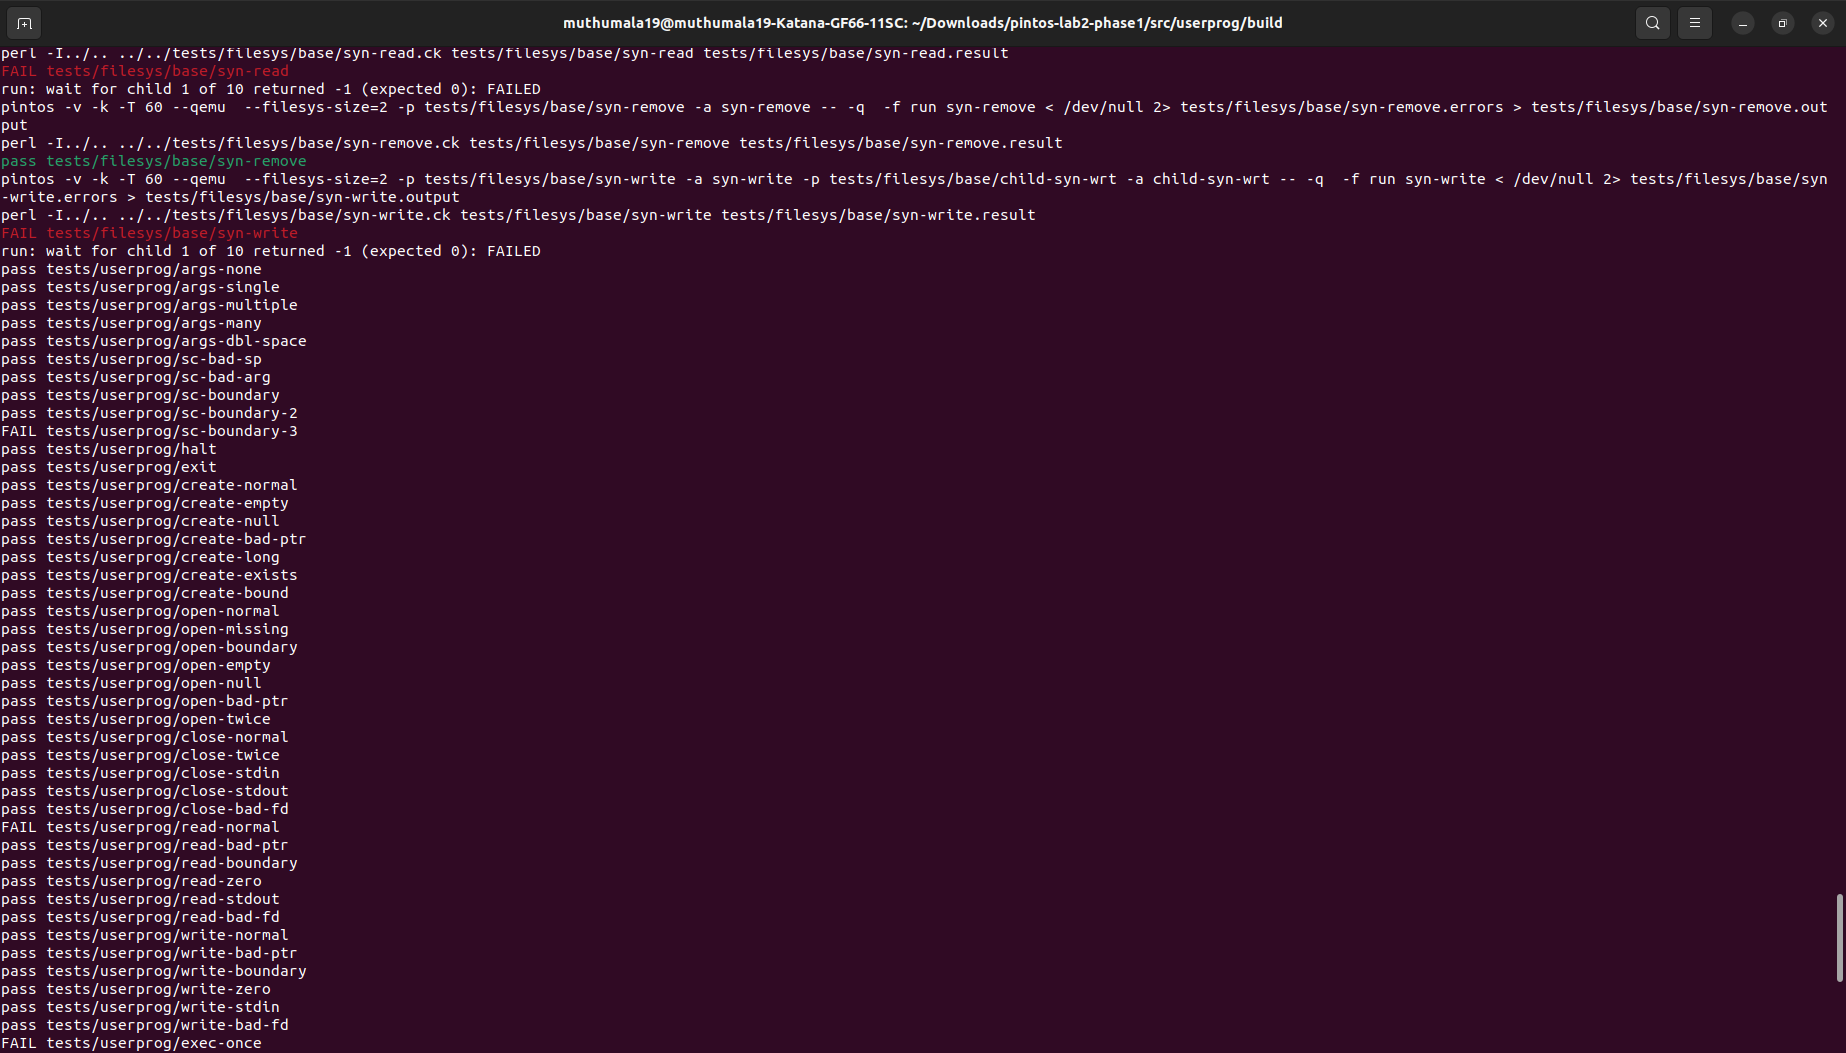 muthumala19@muthumala19-Katana-GF66-11SC: ~/Downloads/pintos-lab2-phase1/src/userprog/build
perl -I../.. ../../tests/filesys/base/syn-read.ck tests/filesys/base/syn-read tests/filesys/base/syn-read.result
FAIL tests/filesys/base/syn-read
run: wait for child 1 of 10 returned -1 (expected 0): FAILED
pintos -v -k -T 60 --qemu  --filesys-size=2 -p tests/filesys/base/syn-remove -a syn-remove -- -q  -f run syn-remove < /dev/null 2> tests/filesys/base/syn-remove.errors > tests/filesys/base/syn-remove.out
put
perl -I../.. ../../tests/filesys/base/syn-remove.ck tests/filesys/base/syn-remove tests/filesys/base/syn-remove.result
pass tests/filesys/base/syn-remove
pintos -v -k -T 60 --qemu  --filesys-size=2 -p tests/filesys/base/syn-write -a syn-write -p tests/filesys/base/child-syn-wrt -a child-syn-wrt -- -q  -f run syn-write < /dev/null 2> tests/filesys/base/syn
-write.errors > tests/filesys/base/syn-write.output
perl -I../.. ../../tests/filesys/base/syn-write.ck tests/filesys/base/syn-write tests/filesys/base/syn-write.result
FAIL tests/filesys/base/syn-write
run: wait for child 1 of 10 returned -1 (expected 0): FAILED
pass tests/userprog/args-none
pass tests/userprog/args-single
pass tests/userprog/args-multiple
pass tests/userprog/args-many
pass tests/userprog/args-dbl-space
pass tests/userprog/sc-bad-sp
pass tests/userprog/sc-bad-arg
pass tests/userprog/sc-boundary
pass tests/userprog/sc-boundary-2
FAIL tests/userprog/sc-boundary-3
pass tests/userprog/halt
pass tests/userprog/exit
pass tests/userprog/create-normal
pass tests/userprog/create-empty
pass tests/userprog/create-null
pass tests/userprog/create-bad-ptr
pass tests/userprog/create-long
pass tests/userprog/create-exists
pass tests/userprog/create-bound
pass tests/userprog/open-normal
pass tests/userprog/open-missing
pass tests/userprog/open-boundary
pass tests/userprog/open-empty
pass tests/userprog/open-null
pass tests/userprog/open-bad-ptr
pass tests/userprog/open-twice
pass tests/userprog/close-normal
pass tests/userprog/close-twice
pass tests/userprog/close-stdin
pass tests/userprog/close-stdout
pass tests/userprog/close-bad-fd
FAIL tests/userprog/read-normal
pass tests/userprog/read-bad-ptr
pass tests/userprog/read-boundary
pass tests/userprog/read-zero
pass tests/userprog/read-stdout
pass tests/userprog/read-bad-fd
pass tests/userprog/write-normal
pass tests/userprog/write-bad-ptr
pass tests/userprog/write-boundary
pass tests/userprog/write-zero
pass tests/userprog/write-stdin
pass tests/userprog/write-bad-fd
FAIL tests/userprog/exec-once